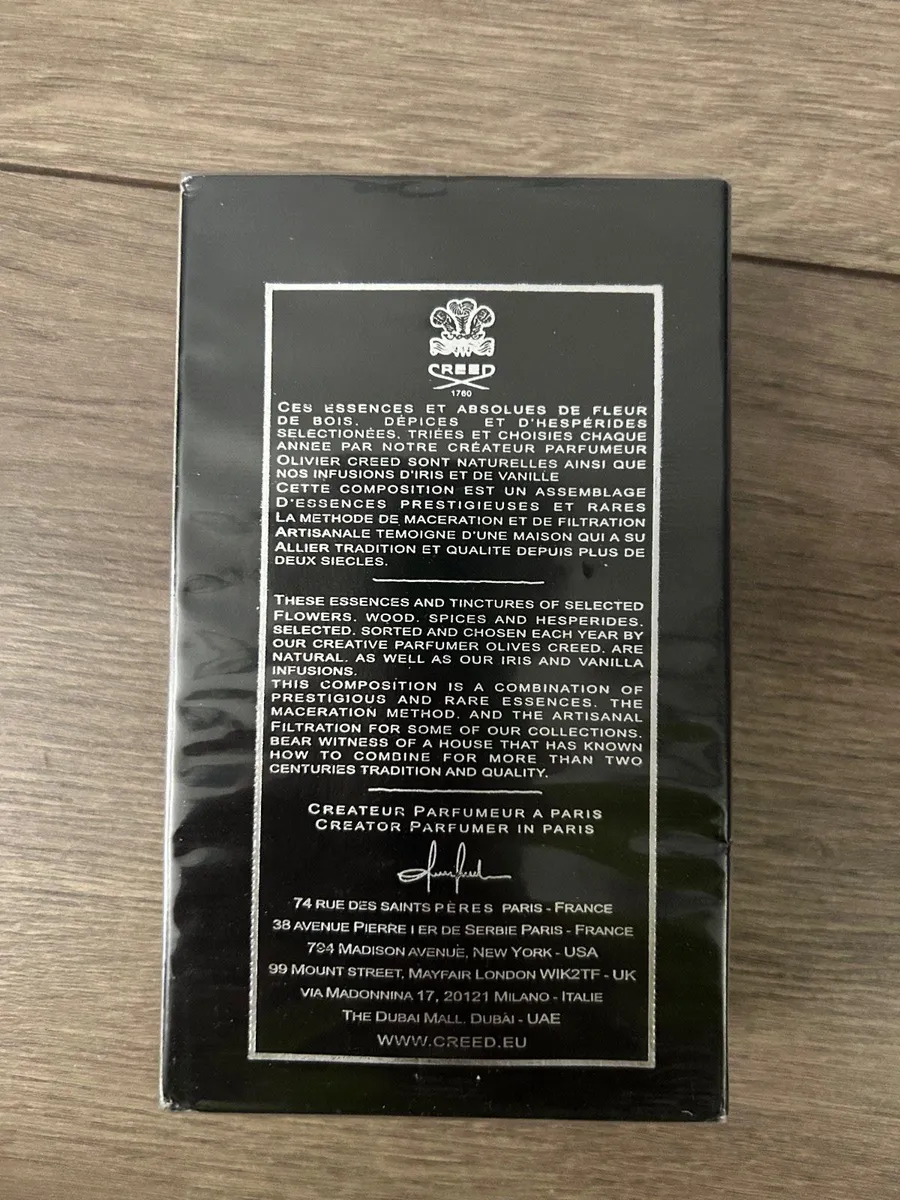 CREED
1760
CES ESSENCES ET ABSOLUES DE FLEUR
DE BOIS. DÉPICES ET D'HESPÉRIDES
SELECTIONÉES. TRIÉES ET CHOISIES CHAQUE
ANNEE PAR NOTRE CRÉATEUR PARFUMEUR
OLIVIER CREED SONT NATURELLES AINSI QUE
NOS INFUSIONS D'IRIS ET DE VANILLE
CETTE COMPOSITION EST UN ASSEMBLAGE
D'ESSENCES PRESTIGIEUSES ET RARES
LA METHODE DE MACERATION ET DE FILTRATION
ARTISANALE TEMOIGNE D'UNE MAISON QUI A SU
ALLIER TRADITION ET QUALITE DEPUIS PLUS DE
DEUX SIECLES.
THESE ESSENCES AND TINCTURES OF SELECTED
FLOWERS. WOOD. SPICES AND HESPERIDES.
SELECTED. SORTED AND CHOSEN EACH YEAR BY
OUR CREATIVE PARFUMER OLIVES CREED. ARE
NATURAL. AS WELL AS OUR IRIS AND VANILLA
INFUSIONS.
THIS COMPOSITION IS A COMBINATION OF
PRESTIGIOUS AND RARE ESSENCES. THE
MACERATION METHOD. AND THE ARTISANAL
FILTRATION FOR SOME OF OUR COLLECTIONS.
BEAR WITNESS OF A HOUSE THAT HAS KNOWN
HOW TO COMBINE FOR MORE THAN TWO
CENTURIES TRADITION AND QUALITY.
CREATEUR PARFUMEUR A PARIS
CREATOR PARFUMER IN PARIS
74 RUE DES SAINTS PÈRES PARIS - FRANCE
38 AVENUE PIERRE I ER DE SERBIE PARIS - FRANCE
794 MADISON AVENUE, NEW YORK - USA
99 MOUNT STREET, MAYFAIR LONDON WIK2TF - UK
VIA MADONNINA 17, 20121 MILANO - ITALIE
THE DUBAI MALL. DUBAI - UAE
WWW.CREED.EU